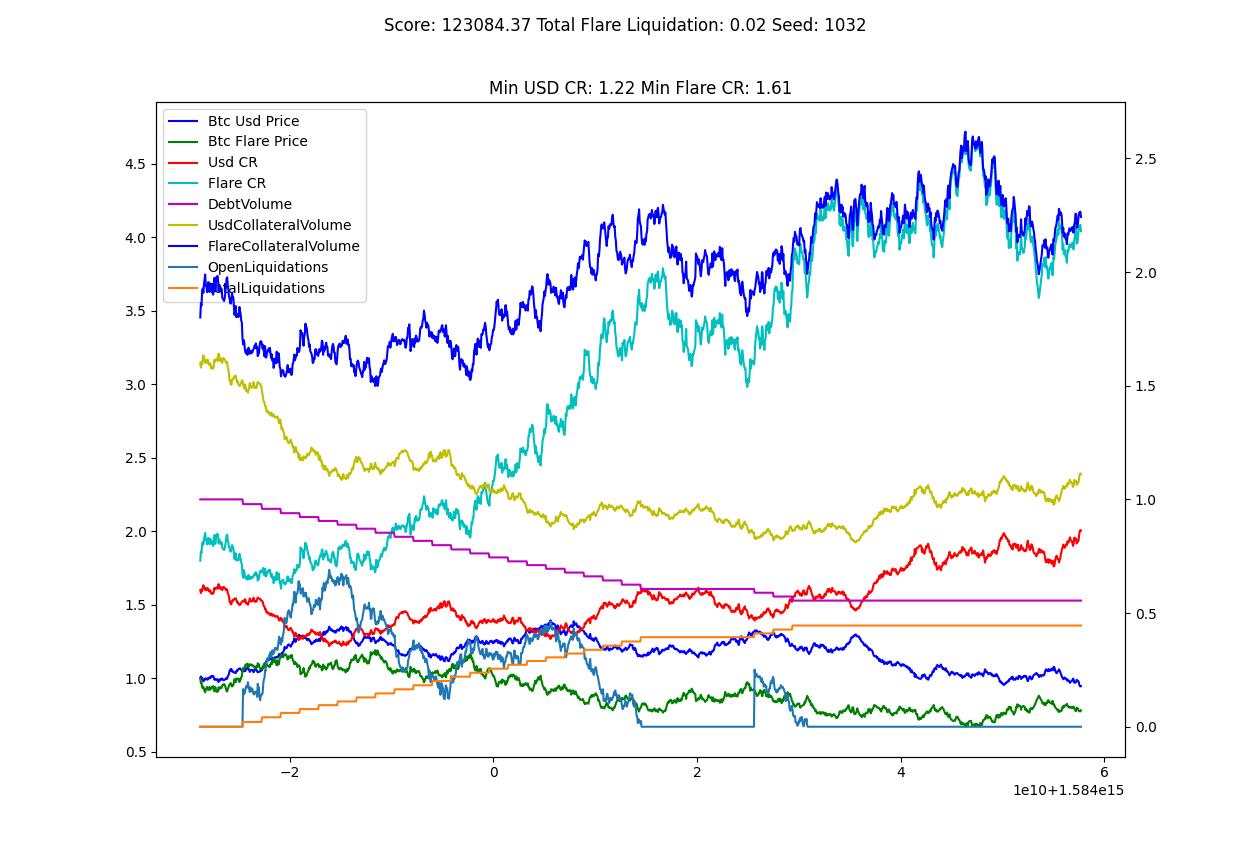 Score: 123084.37 Total Flare Liquidation: 0.02 Seed: 1032
Min USD CR: 1.22 Min Flare CR: 1.61
Btc Usd Price
Btc Flare Price
Usd CR
Flare CR
DebtVolume
UsdCollateralVolume
FlareCollateralVolume
OpenLiquidations
TotalLiquidations
4.5
4.0
3.5
3.0
2.5
2.0
1.5
1.0
0.5
2.5
2.0
1.5
1.0
0.5
0.0
−2
0
2
4
6
1e10+1.584e15